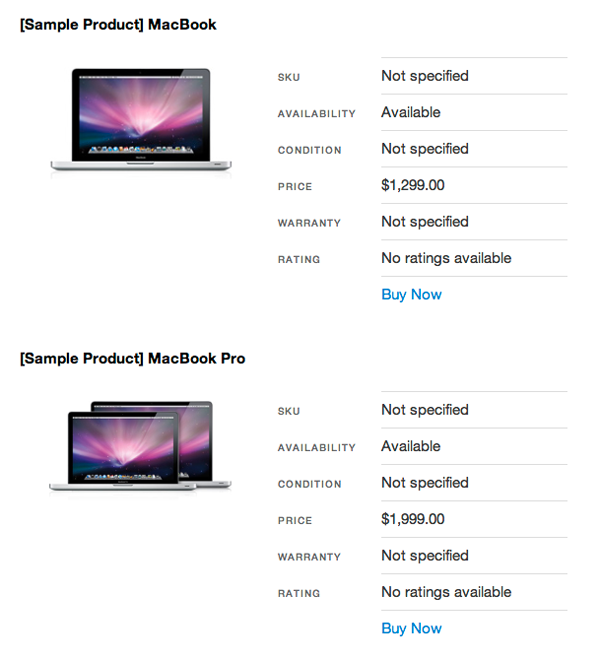 [Sample Product] MacBook
SKU Not specified
AVAILABILITY Available
CONDITION Not specified
PRICE $1,299.00
WARRANTY Not specified
RATING No ratings available
Buy Now
[Sample Product] MacBook Pro
SKU Not specified
AVAILABILITY Available
CONDITION Not specified
PRICE $1,999.00
WARRANTY Not specified
RATING No ratings available
Buy Now